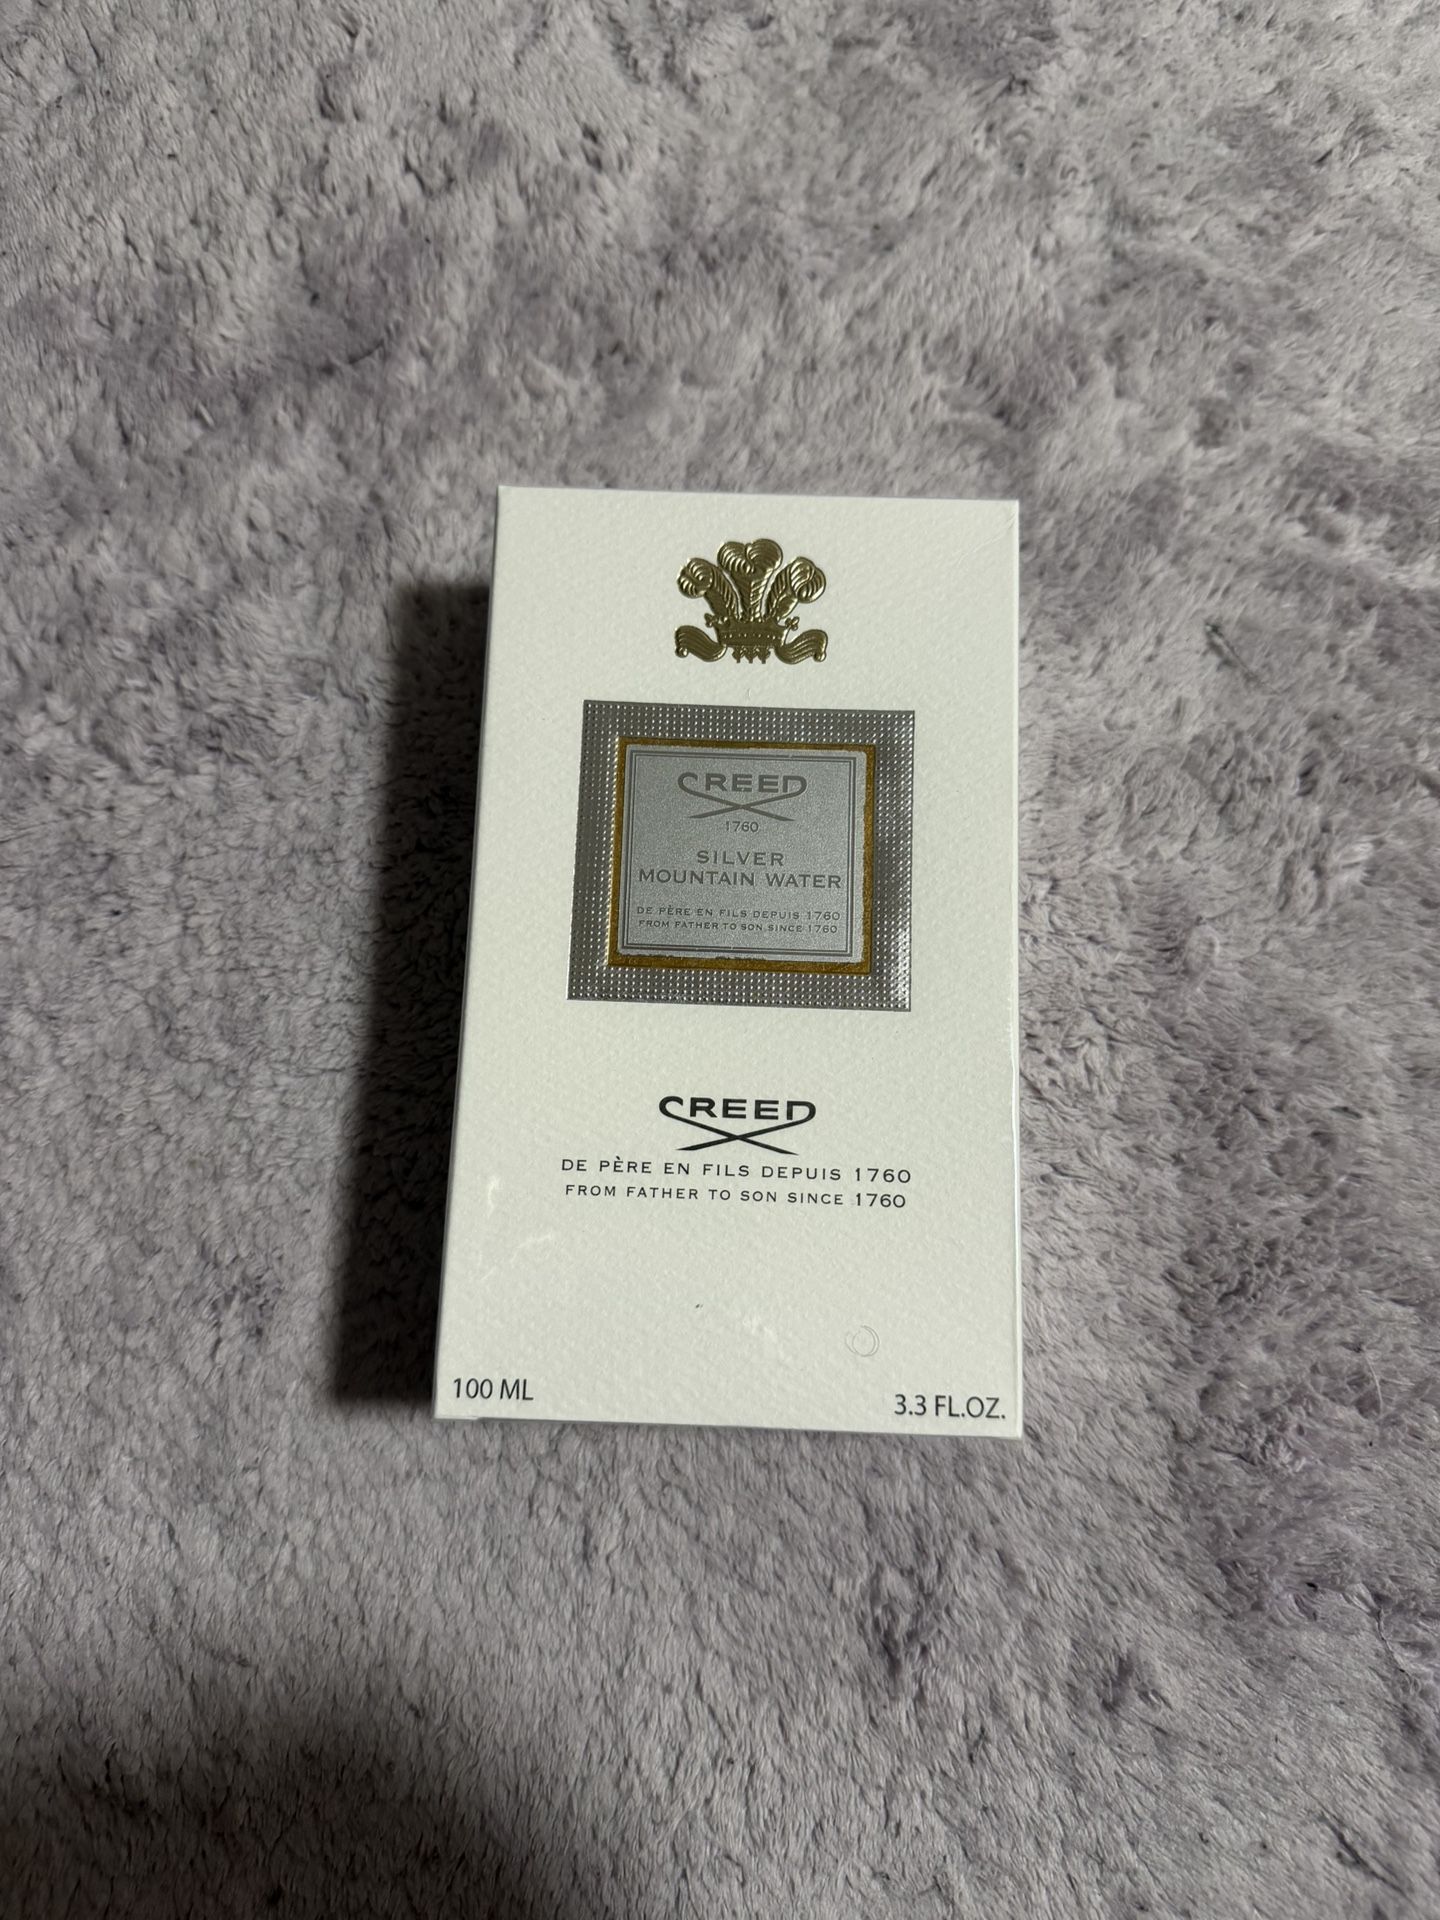 CREED
1760
SILVER
MOUNTAIN WATER
DE PÈRE EN FILS DEPUIS 1760
FROM FATHER TO SON SINCE 1760
CREED
DE PÈRE EN FILS DEPUIS 1760
FROM FATHER TO SON SINCE 1760
100 ML
3.3 FL.OZ.